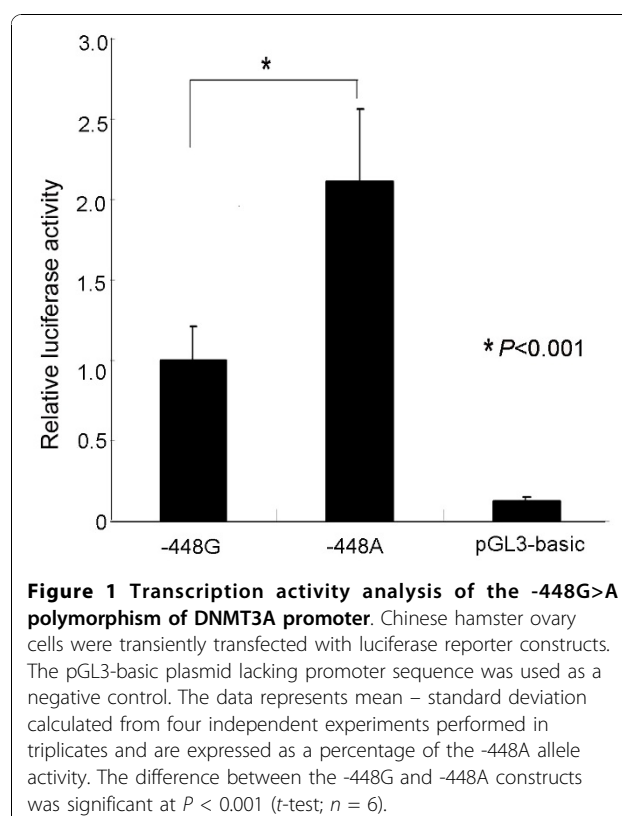 3.0
2.5
2.0
1.5
1.0
0.5
0
Relative luciferase activity
*
* P<0.001
-448G -448A pGL3-basic
Figure 1 Transcription activity analysis of the -448G>A
polymorphism of DNMT3A promoter. Chinese hamster ovary
cells were transiently transfected with luciferase reporter constructs.
The pGL3-basic plasmid lacking promoter sequence was used as a
negative control. The data represents mean – standard deviation
calculated from four independent experiments performed in
triplicates and are expressed as a percentage of the -448A allele
activity. The difference between the -448G and -448A constructs
was significant at P < 0.001 (t-test; n = 6).